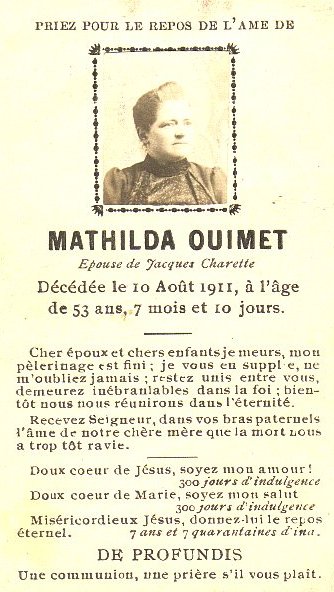 PRIEZ POUR LE REPOS DE L'AME DE
MATHILDA OUIMET
Epouse de Jacques Charette
Décédée le 10 Août 1911, à l'âge
de 53 ans, 7 mois et 10 jours.
Cher époux et chers enfants je meurs, mon
pèlerinage est fini; je vous en supplie, ne
m'oubliez jamais; restez unis entre vous,
demeurez inébranlables dans la foi; bien-
tôt nous nous réunirons dans l'éternité.
Recevez Seigneur, dans vos bras paternels
l'âme de notre chère mère que la mort nous
a trop tôt ravie.
Doux coeur de Jésus, soyez mon amour!
300 jours d'indulgence
Doux coeur de Marie, soyez mon salut
300 jours d'indulgence
Miséricordieux Jésus, donnez-lui le repos
éternel. 7 ans et 7 quarantaines d'ind.
DE PROFUNDIS
Une communion, une prière s'il vous plaît.